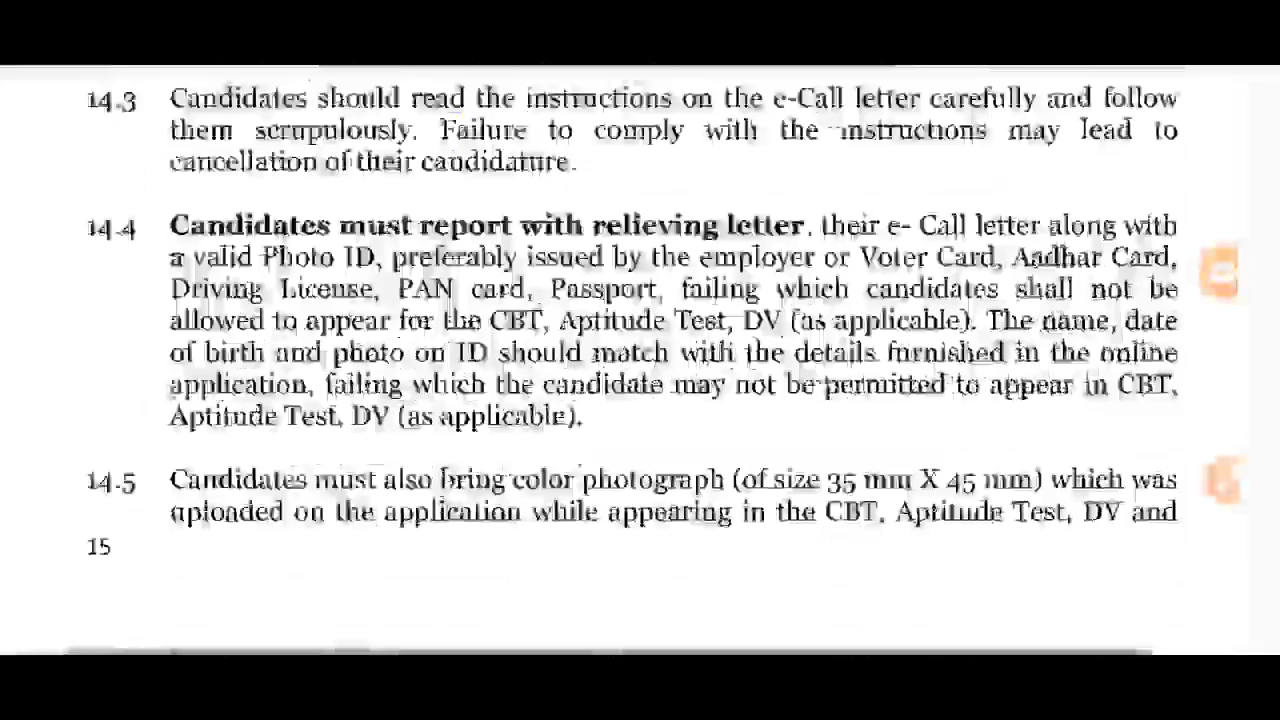 14.3 Candidates should read the instructions on the e-Call letter carefully and follow
them scrupulously. Failure to comply with the instructions may lead to
cancellation of their candidature.
14.4 Candidates must report with relieving letter, their e- Call letter along with
a valid Photo ID, preferably issued by the employer or Voter Card, Aadhar Card,
Driving License, PAN card, Passport, failing which candidates shall not be
allowed to appear for the CBT, Aptitude Test, DV (as applicable). The name, date
of birth and photo on ID should match with the details furnished in the online
application, failing which the candidate may not be permitted to appear in CBT,
Aptitude Test, DV (as applicable).
14.5 Candidates must also bring color photograph (of size 35 mm X 45 mm) which was
uploaded on the application while appearing in the CBT, Aptitude Test, DV and
15